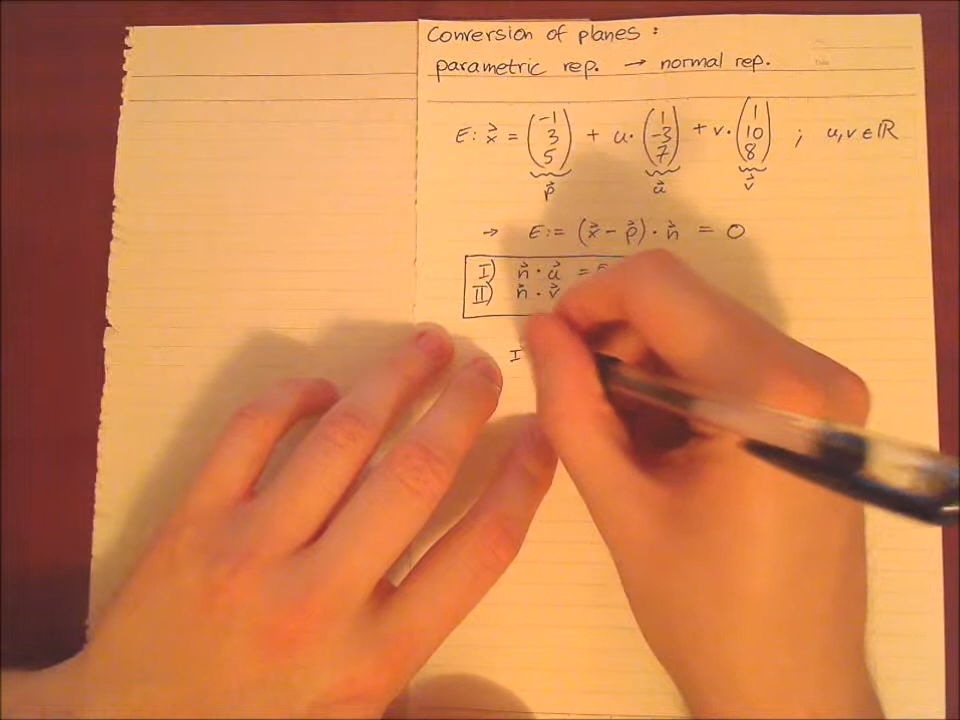 Conversion of planes :
parametric rep. → normal rep.
E: x⃗ = (-1 3 5) + u· (1 -3 7) + v· (1 10 8) ; u,v ∈ ℝ
p⃗ u⃗ v⃗
→ E:= (x⃗ - p⃗) · n⃗ = 0
I) n⃗ · u⃗ =
II) n⃗ · v⃗
I